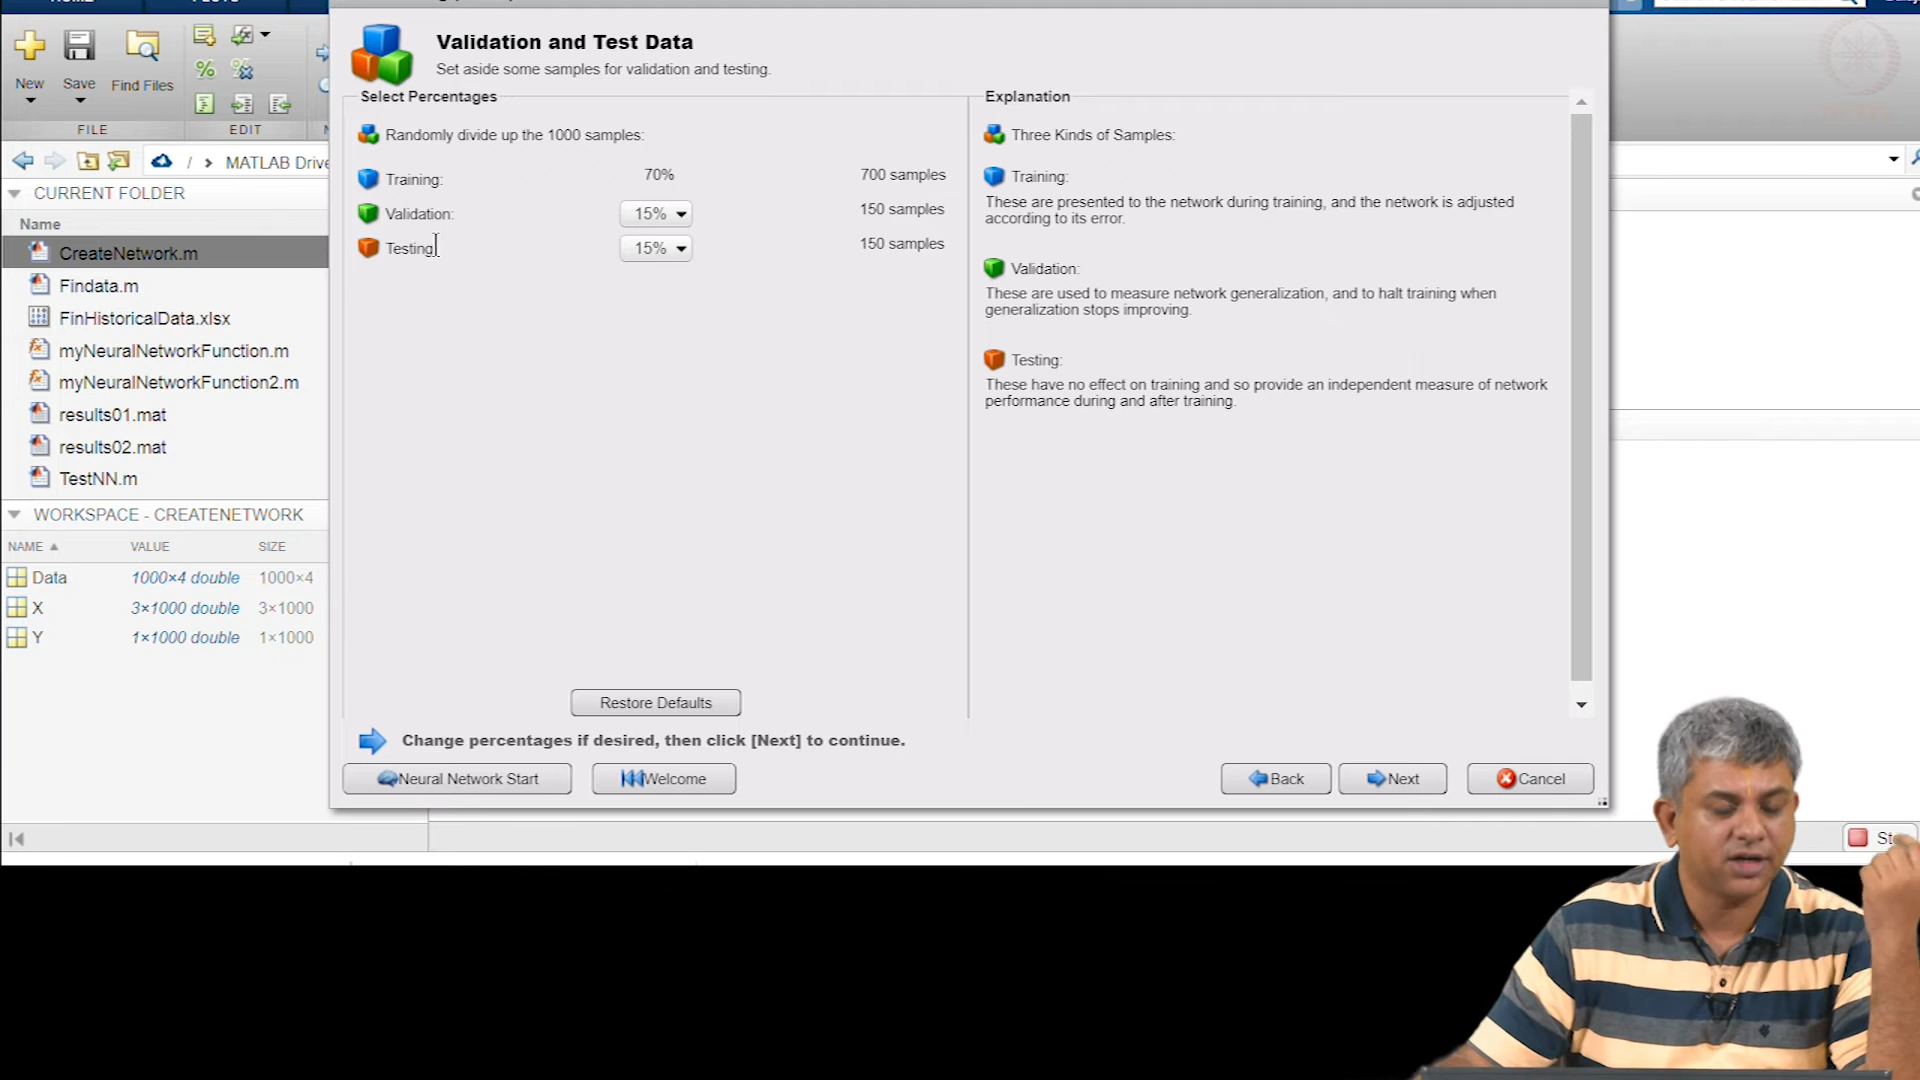 Validation and Test Data
Set aside some samples for validation and testing.
New
Save
Find Files
FILE
EDIT
Select Percentages
Randomly divide up the 1000 samples:
Training: 70% 700 samples
Validation: 15% 150 samples
Testing: 15% 150 samples
Explanation
Three Kinds of Samples:
Training:
These are presented to the network during training, and the network is adjusted
according to its error.
Validation:
These are used to measure network generalization, and to halt training when
generalization stops improving.
Testing:
These have no effect on training and so provide an independent measure of network
performance during and after training.
/ MATLAB Drive
CURRENT FOLDER
Name
CreateNetwork.m
Findata.m
FinHistoricalData.xlsx
myNeuralNetworkFunction.m
myNeuralNetworkFunction2.m
results01.mat
results02.mat
TestNN.m
WORKSPACE - CREATENETWORK
NAME VALUE SIZE
Data 1000×4 double 1000×4
X 3×1000 double 3×1000
Y 1×1000 double 1×1000
Restore Defaults
Change percentages if desired, then click [Next] to continue.
Neural Network Start
Welcome
Back
Next
Cancel